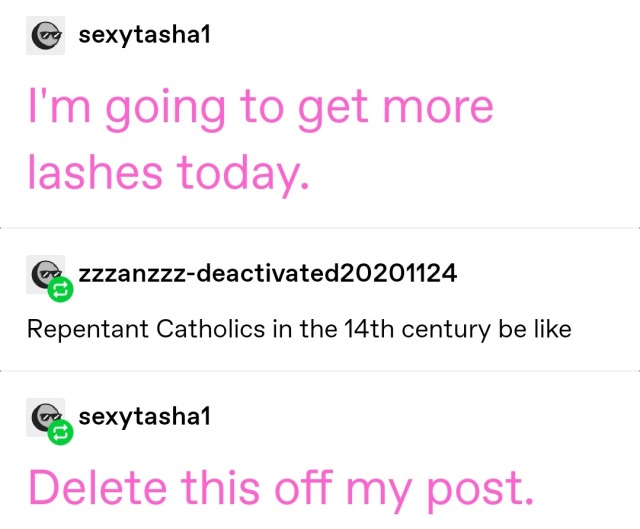 sexytasha1
I'm going to get more
lashes today.
zzzanzzz-deactivated20201124
Repentant Catholics in the 14th century be like
sexytasha1
Delete this off my post.